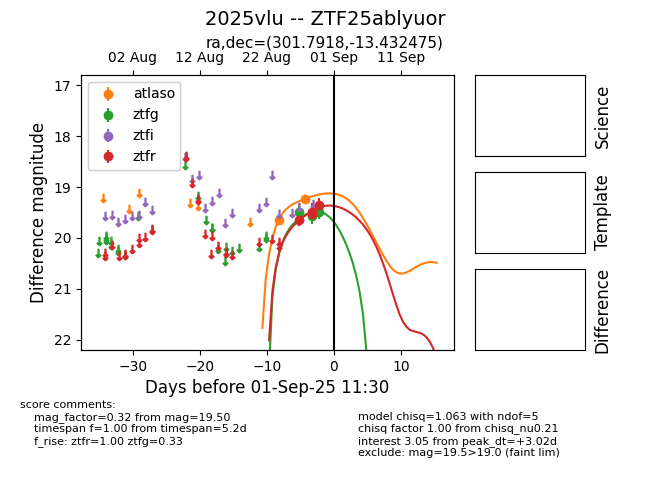 2025vlu -- ZTF25ablyuor
ra,dec=(301.7918,-13.432475)
02 Aug 12 Aug 22 Aug 01 Sep 11 Sep
17
18
19
20
21
22
Difference magnitude
atlaso
ztfg
ztfi
ztfr
−30 −20 −10 0 10
Days before 01-Sep-25 11:30
Science
Template
Difference
score comments:
mag_factor=0.32 from mag=19.50
timespan f=1.00 from timespan=5.2d
f_rise: ztfr=1.00 ztfg=0.33
model chisq=1.063 with ndof=5
chisq factor 1.00 from chisq_nu0.21
interest 3.05 from peak_dt=+3.02d
exclude: mag=19.5>19.0 (faint lim)